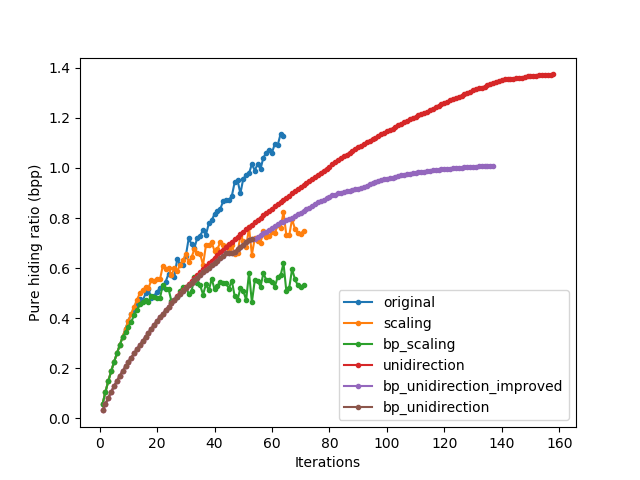 1.4
1.2
1.0
0.8
0.6
0.4
0.2
0.0
Pure hiding ratio (bpp)
original
scaling
bp_scaling
unidirection
bp_unidirection_improved
bp_unidirection
0 20 40 60 80 100 120 140 160
Iterations